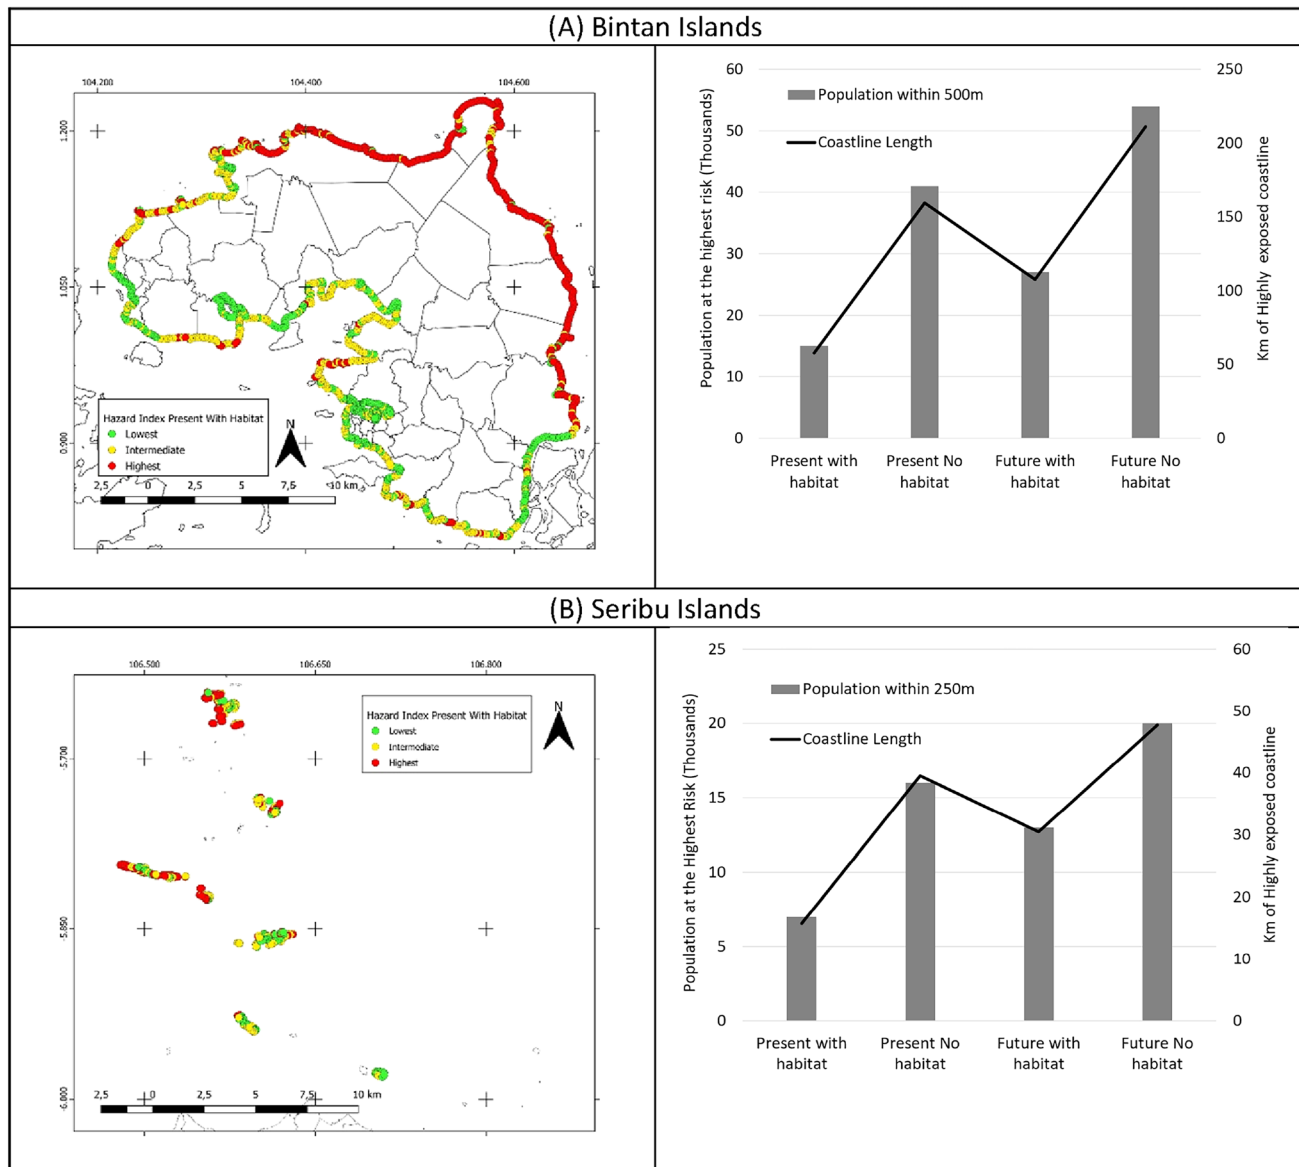 (A) Bintan Islands
104.200
104.400
104.600
1.200
1.050
0.900
Hazard Index Present With Habitat
Lowest
Intermediate
Highest
N
2,5 0 2,5 5 7,5 10 km
60
50
40
30
20
10
0
Population at the highest risk (Thousands)
Population within 500m
Coastline Length
250
200
150
100
50
0
Km of Highly exposed coastline
Present with habitat
Present No habitat
Future with habitat
Future No habitat
(B) Seribu Islands
106.500
106.650
106.800
-5.700
-5.850
-6.000
Hazard Index Present With Habitat
Lowest
Intermediate
Highest
N
2,5 0 2,5 5 7,5 10 km
25
20
15
10
5
0
Population at the Highest Risk (Thousands)
Population within 250m
Coastline Length
60
50
40
30
20
10
0
Km of Highly exposed coastline
Present with habitat
Present No habitat
Future with habitat
Future No habitat